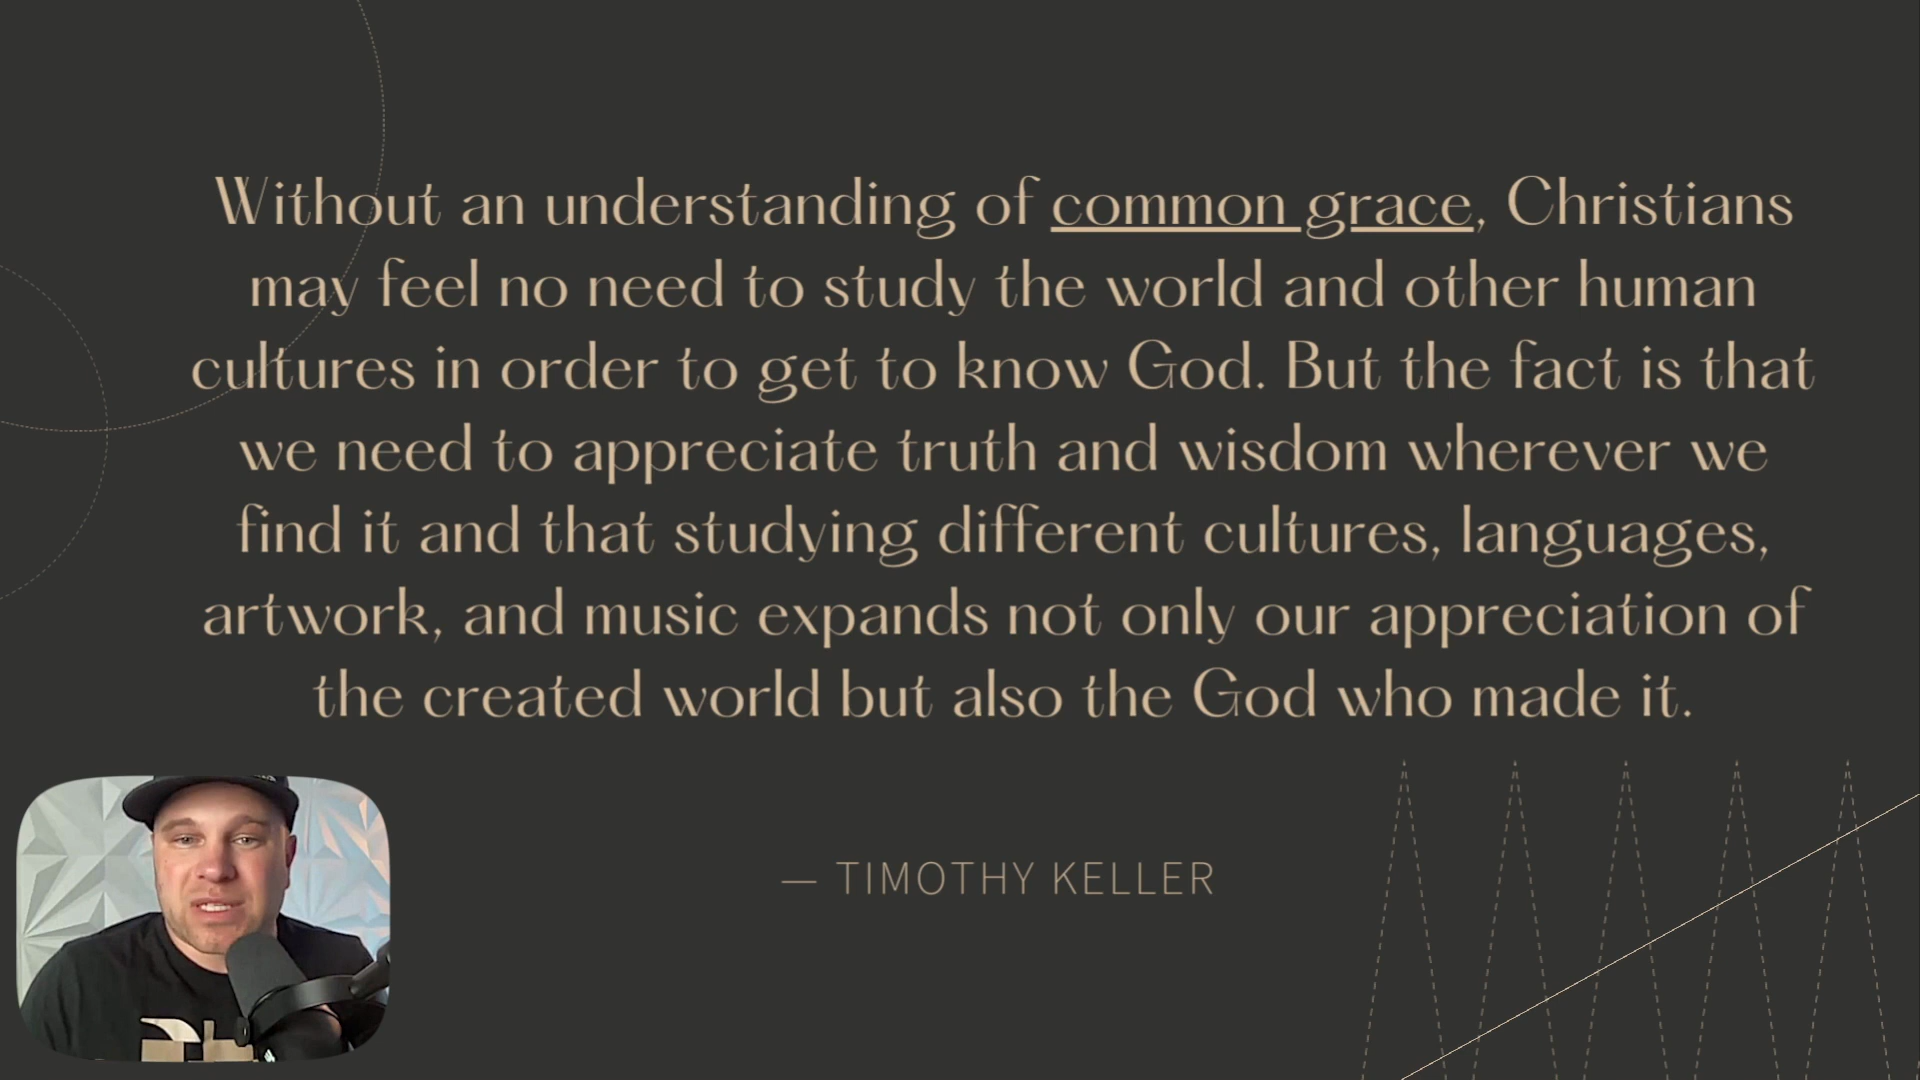 Without an understanding of common grace, Christians
may feel no need to study the world and other human
cultures in order to get to know God. But the fact is that
we need to appreciate truth and wisdom wherever we
find it and that studying different cultures, languages,
artwork, and music expands not only our appreciation of
the created world but also the God who made it.
— TIMOTHY KELLER